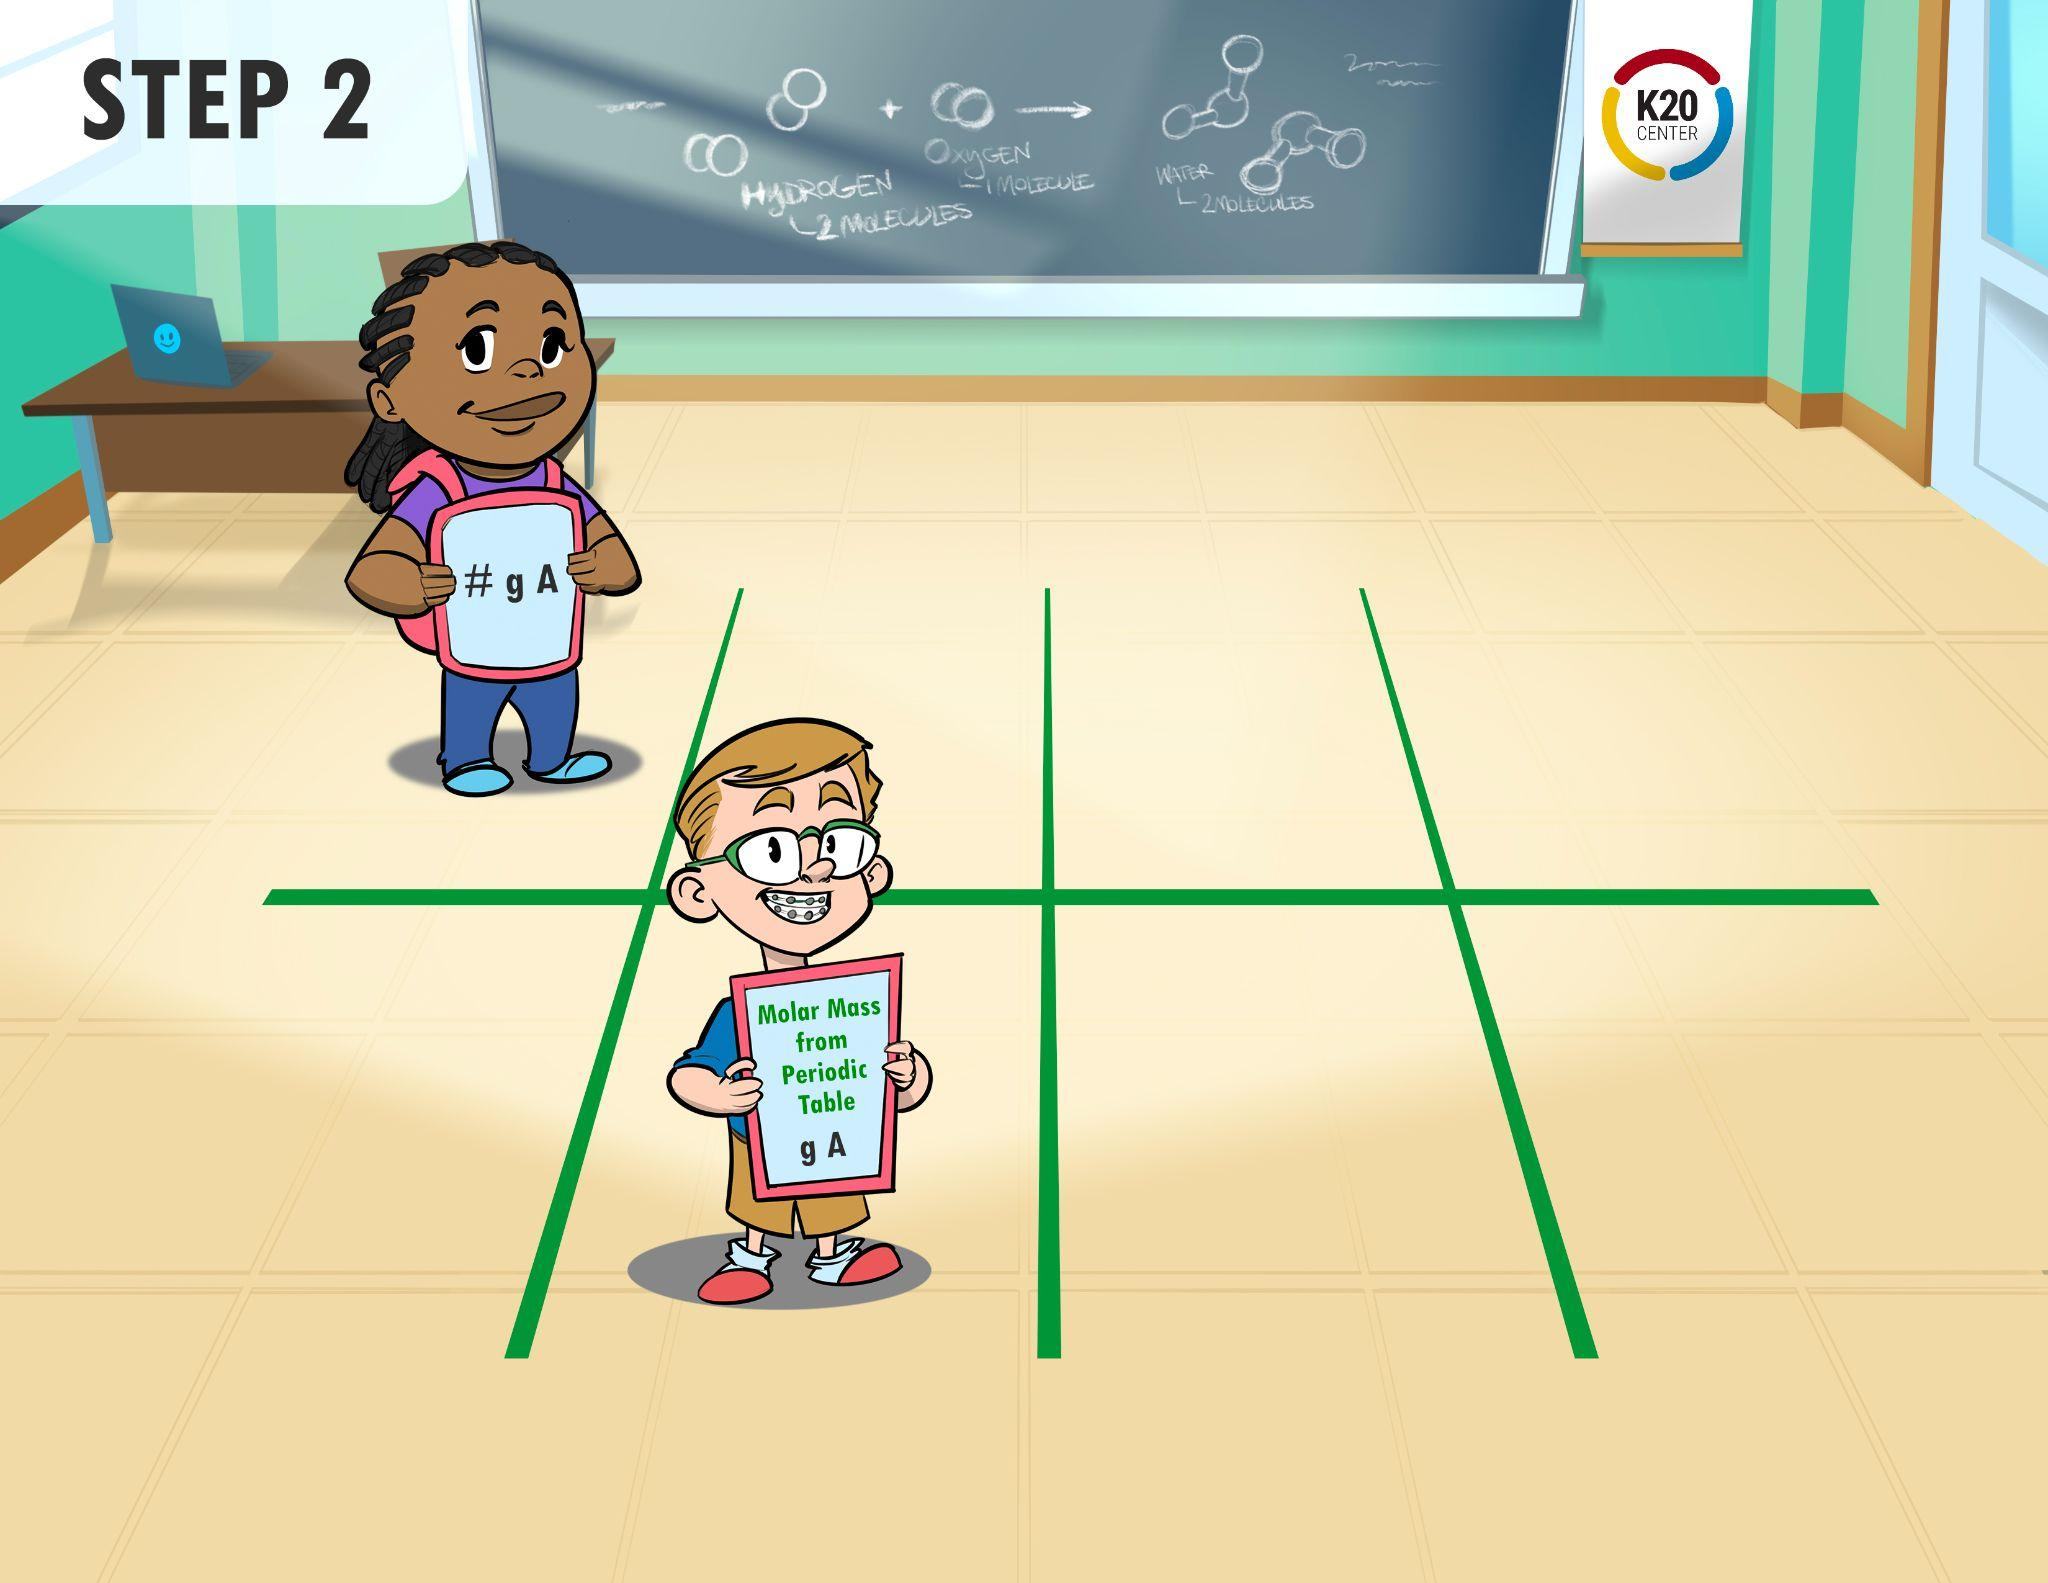 STEP 2
K20
CENTER
HYDROGEN
2 MOLECULES
+
OXYGEN
1 MOLECULE
WATER
2 MOLECULES
# g A
Molar Mass
from
Periodic
Table
g A